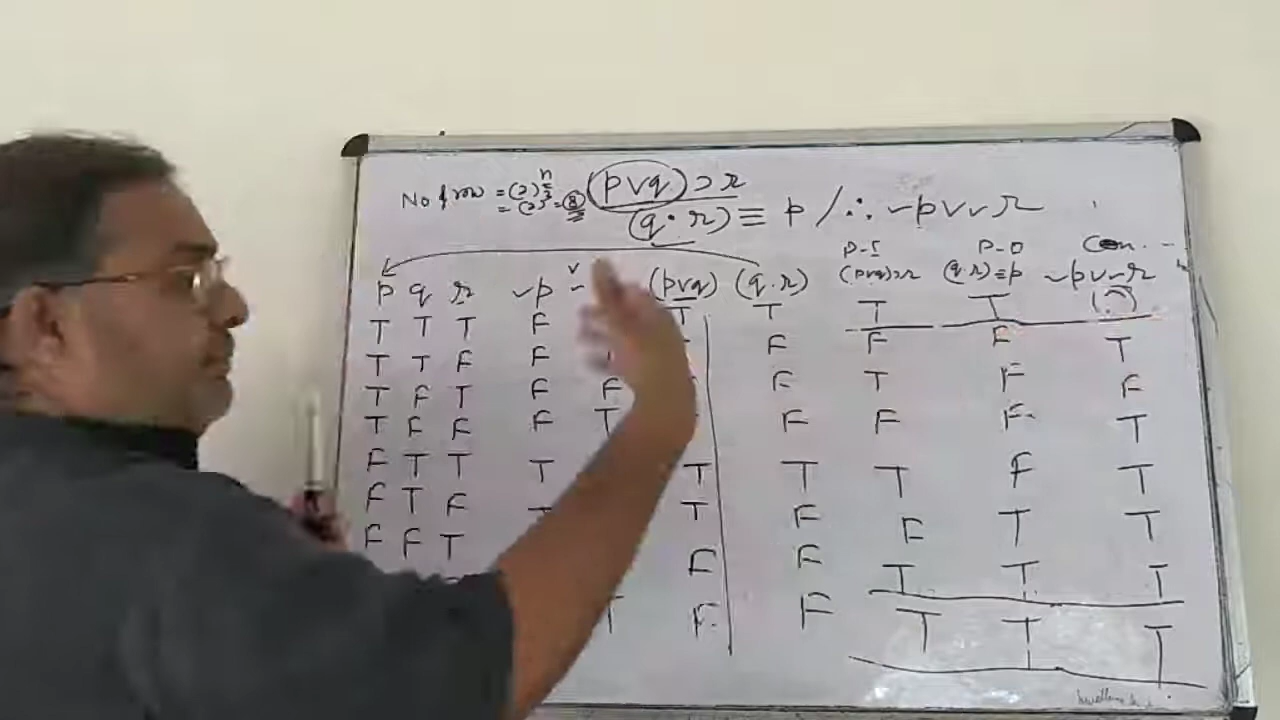 No of row = (2)ⁿ (p∨q)⊃r
= (2)³ = 8 (q·r)≡ p /∴ ~p∨~r
P-I P-II Con.
p q r ~p ~ (p∨q) (q·r) (p∨q)⊃r (q·r)≡p ~p∨~r
T T T F T T T T (F)
T T F F F F F T
T F T F F F T F F
T F F F T F F F T
F T T T T T T F T
F T F T T F F T T
F F T F F T T T
T F F T T T